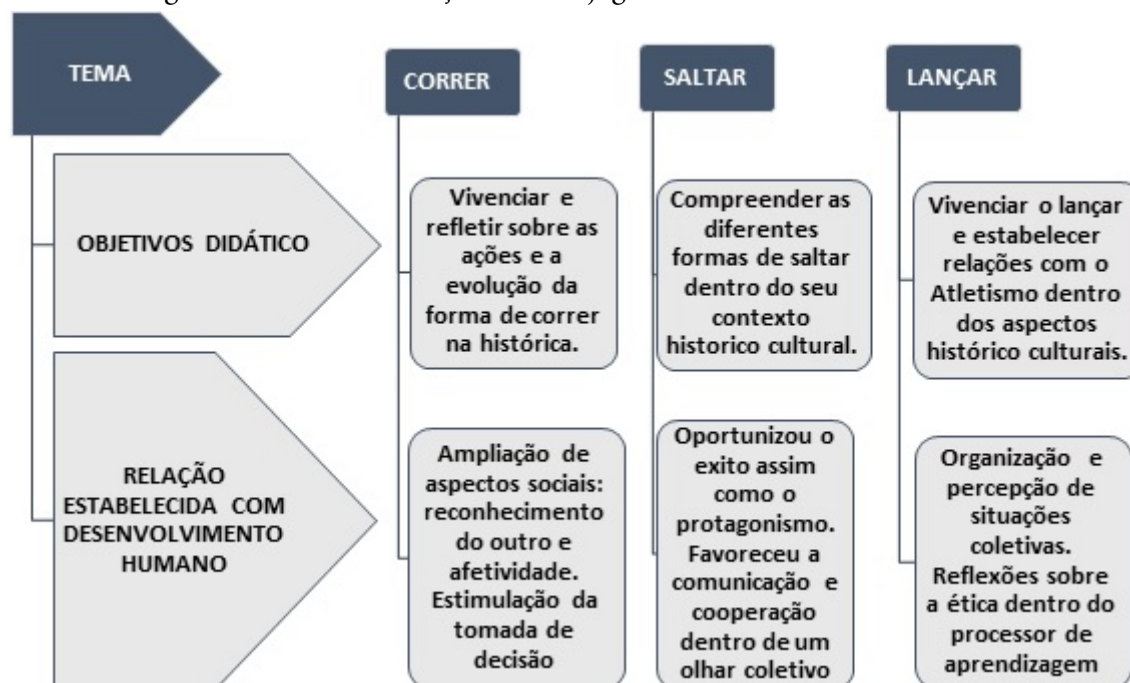 TEMA
CORRER
SALTAR
LANÇAR
OBJETIVOS DIDÁTICO
Vivenciar e
refletir sobre as
ações e a
evolução da
forma de correr
na histórica.
Compreender as
diferentes
formas de saltar
dentro do seu
contexto
historico cultural.
Vivenciar o lançar
e estabelecer
relações com o
Atletismo dentro
dos aspectos
histórico culturais.
RELAÇÃO
ESTABELECIDA COM
DESENVOLVIMENTO
HUMANO
Ampliação de
aspectos sociais:
reconhecimento
do outro e
afetividade.
Estimulação da
tomada de
decisão
Oportunizou o
exito assim
como o
protagonismo.
Favoreceu a
comunicação e
cooperação
dentro de um
olhar coletivo
Organização e
percepção de
situações
coletivas.
Reflexões sobre
a ética dentro do
processor de
aprendizagem